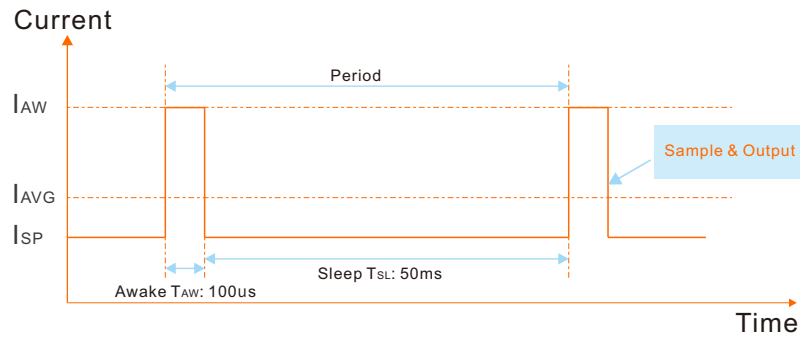 Current
Period
IAW
Sample & Output
IAVG
ISP
Sleep TSL: 50ms
Awake TAW: 100us
Time